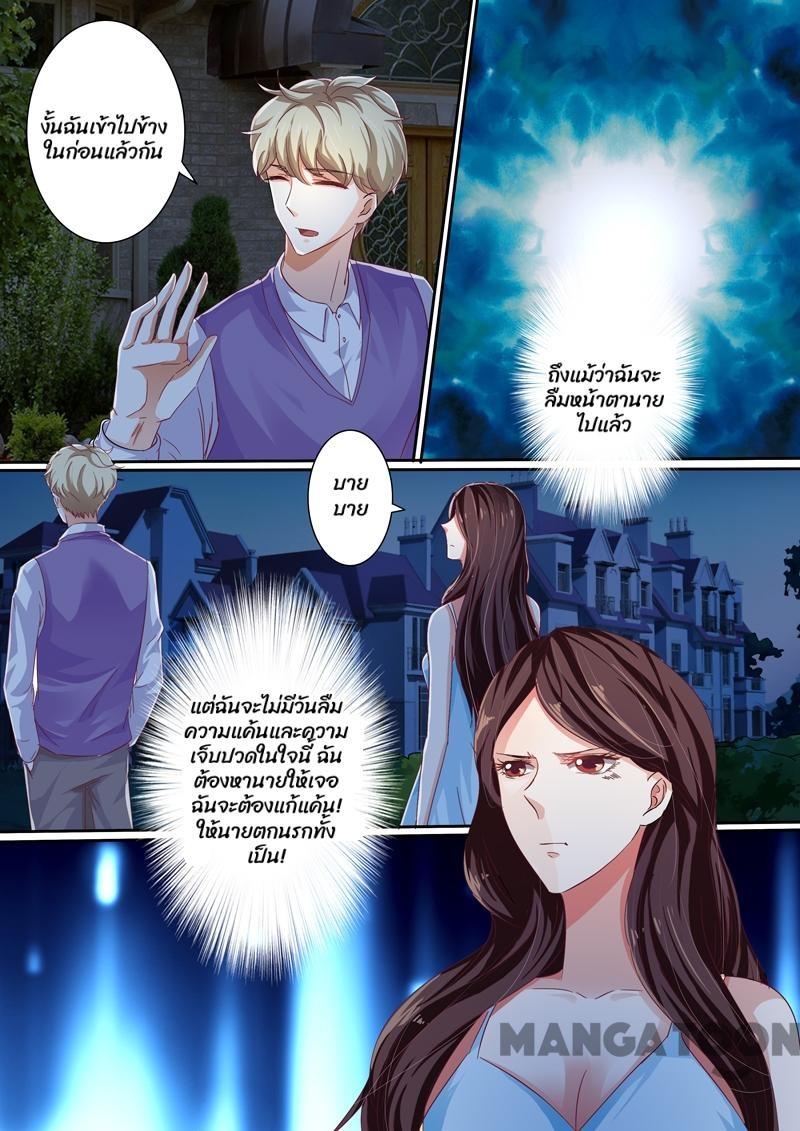 งั้นฉันเข้าไปข้าง
ในก่อนแล้วกัน
ถึงแม้ว่าฉันจะ
ลืมหน้าตานาย
ไปแล้ว
บาย
บาย
แต่ฉันจะไม่มีวันลืม
ความแค้นและความ
เจ็บปวดในใจนี้ ฉัน
ต้องหานายให้เจอ
ฉันจะต้องแก้แค้น!
ให้นายตกนรกทั้ง
เป็น!
MANGATOON